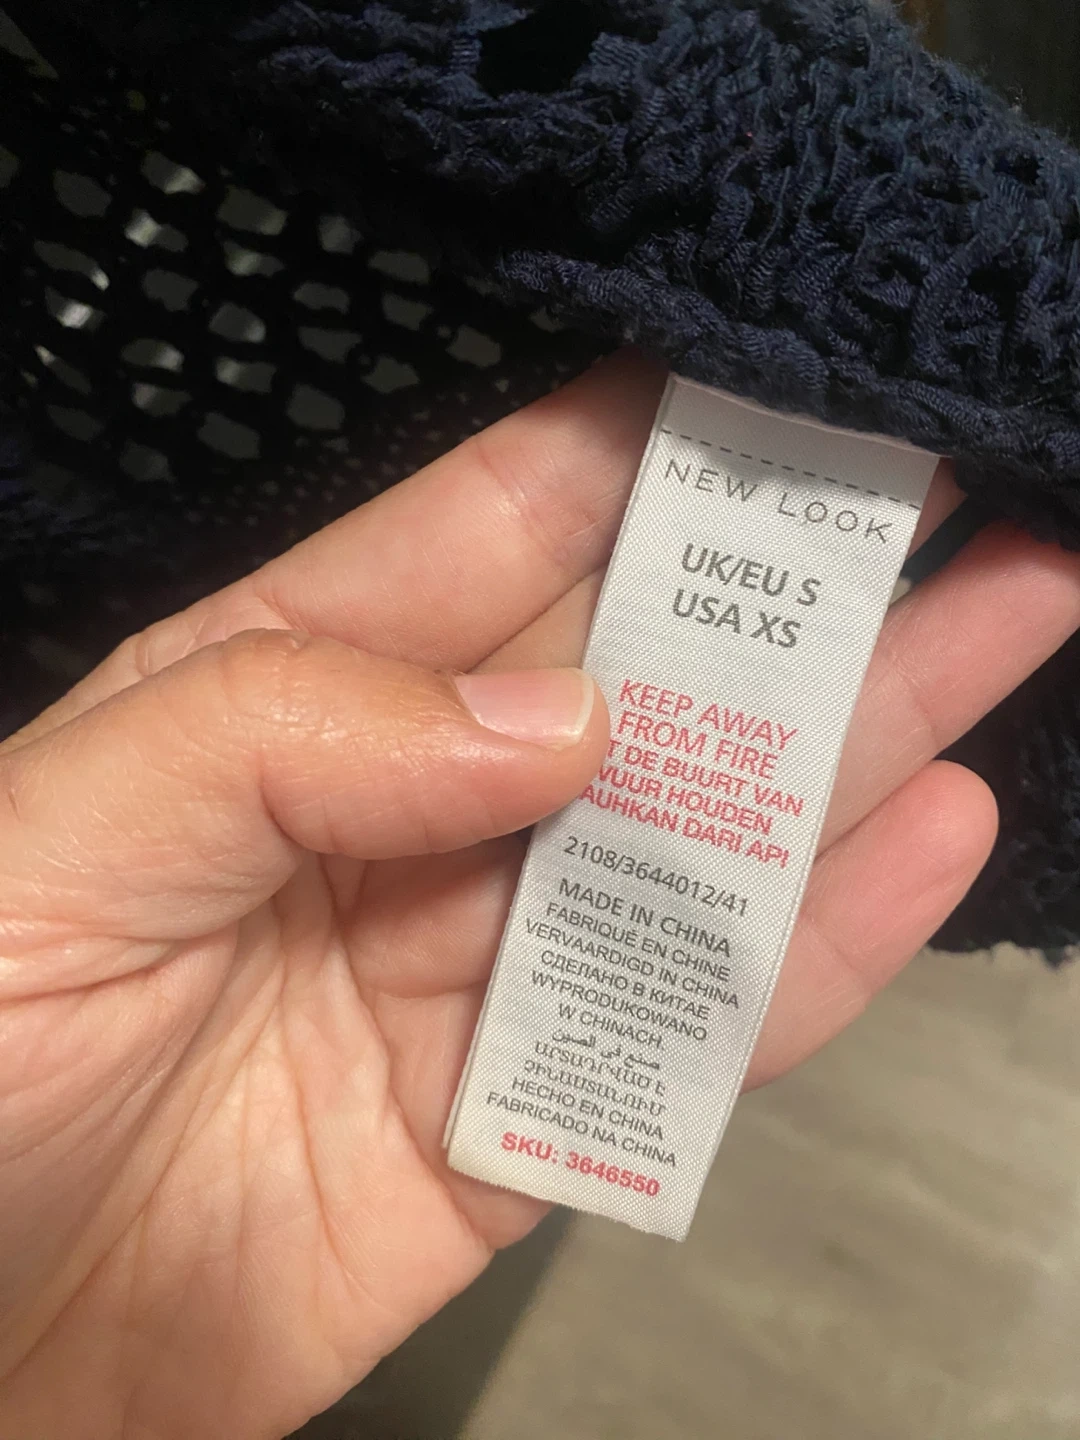 NEW LOOK
UK/EU S
USA XS
KEEP AWAY
FROM FIRE
DE BUURT VAN
VUUR HOUDEN
DARI API
2108/3644012/41
MADE IN CHINA
FABRIQUÉ EN CHINE
VERVAARDIGD IN CHINA
СДЕЛАНО В КИТАЕ
WYPRODUKOWANO
W CHINACH.
صنع في الصين
ԱՐՏԱԴՐՎԱԾ Է
ՉԻՆԱՍՏԱՆՈՒՄ
HECHO EN CHINA
FABRICADO NA CHINA
SKU: 3646550